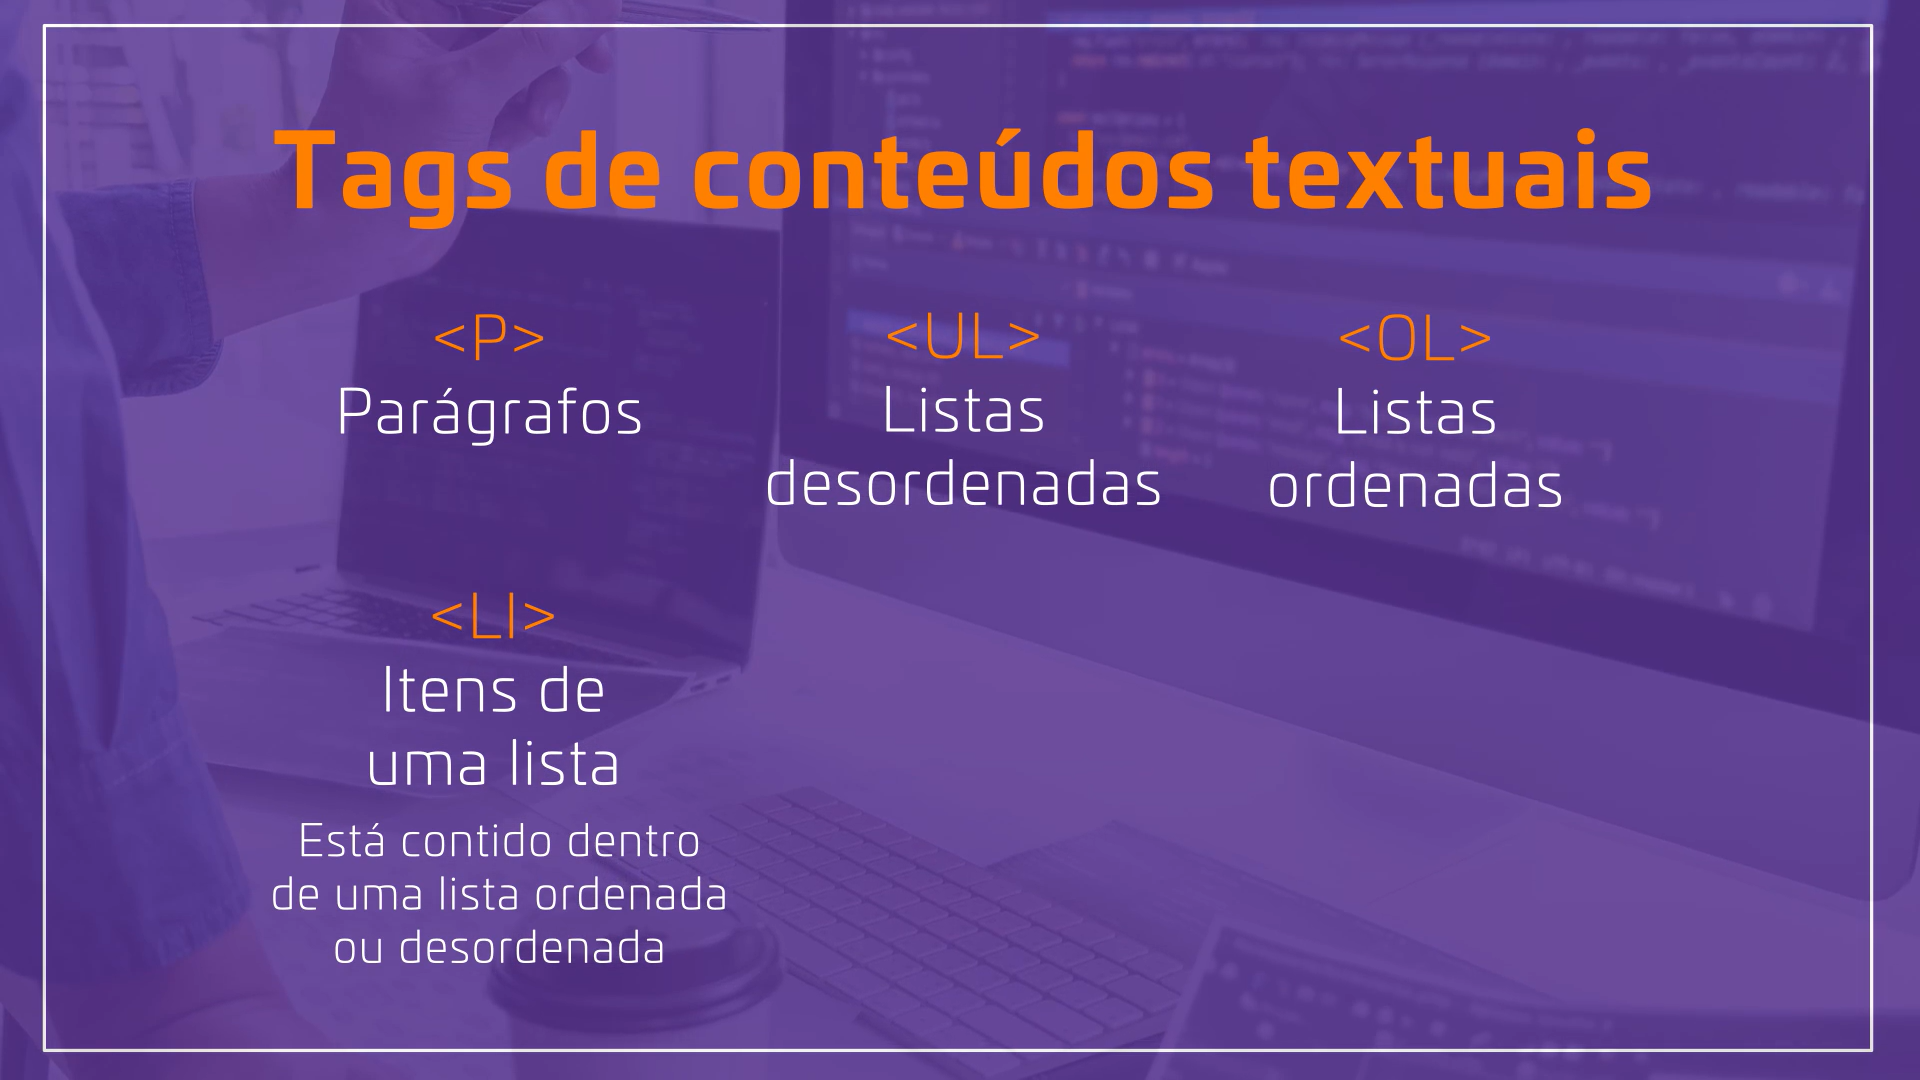 Tags de conteúdos textuais
<P>
Parágrafos
<UL>
Listas
desordenadas
<OL>
Listas
ordenadas
<LI>
Itens de
uma lista
Está contido dentro
de uma lista ordenada
ou desordenada